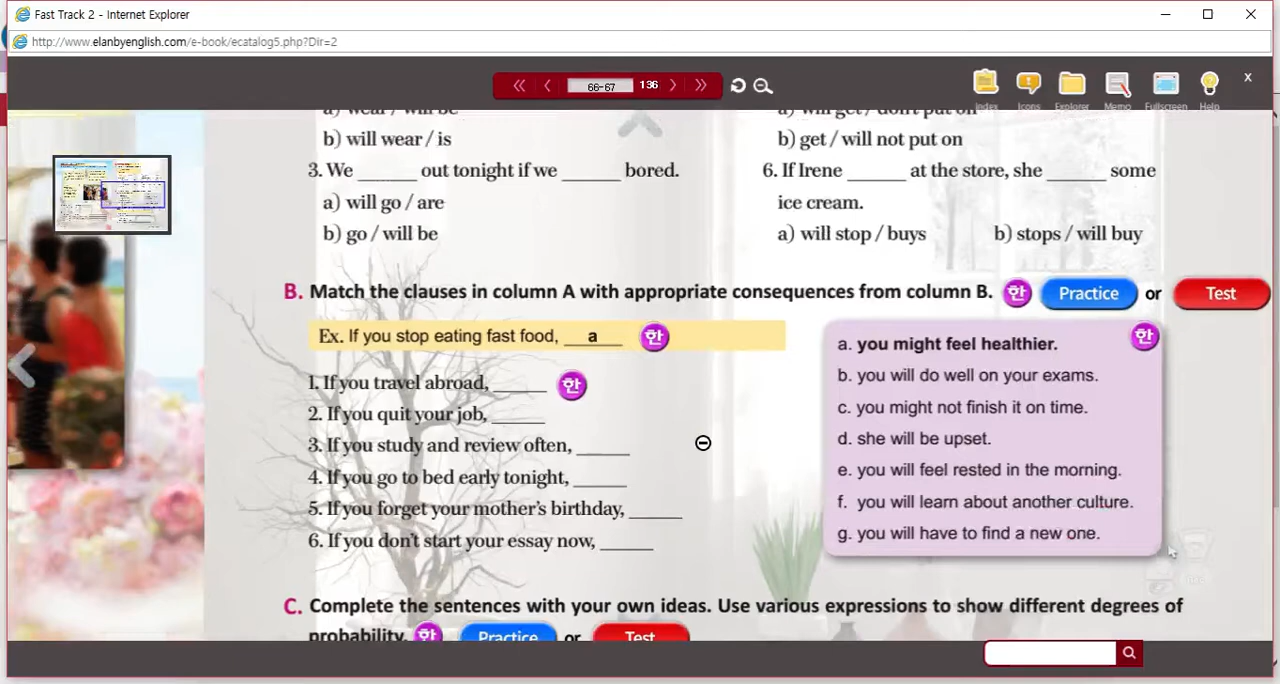 Fast Track 2 - Internet Explorer
http://www.elanbyenglish.com/e-book/ecatalog5.php?Dir=2
66-67 136
Index Icons Explorer Memo Fullscreen Help x
a) wear / will be
b) will wear / is
3. We ______ out tonight if we ______ bored.
a) will go / are
b) go / will be
a) will get / don't put on
b) get / will not put on
6. If Irene ______ at the store, she ______ some
ice cream.
a) will stop / buys b) stops / will buy
B. Match the clauses in column A with appropriate consequences from column B. 한 Practice or Test
Ex. If you stop eating fast food, ___a___ 한
1. If you travel abroad, ______ 한
2. If you quit your job, ______
3. If you study and review often, ______
4. If you go to bed early tonight, ______
5. If you forget your mother's birthday, ______
6. If you don't start your essay now, ______
한
a. you might feel healthier.
b. you will do well on your exams.
c. you might not finish it on time.
d. she will be upset.
e. you will feel rested in the morning.
f. you will learn about another culture.
g. you will have to find a new one.
C. Complete the sentences with your own ideas. Use various expressions to show different degrees of
probability. 한 Practice or Test